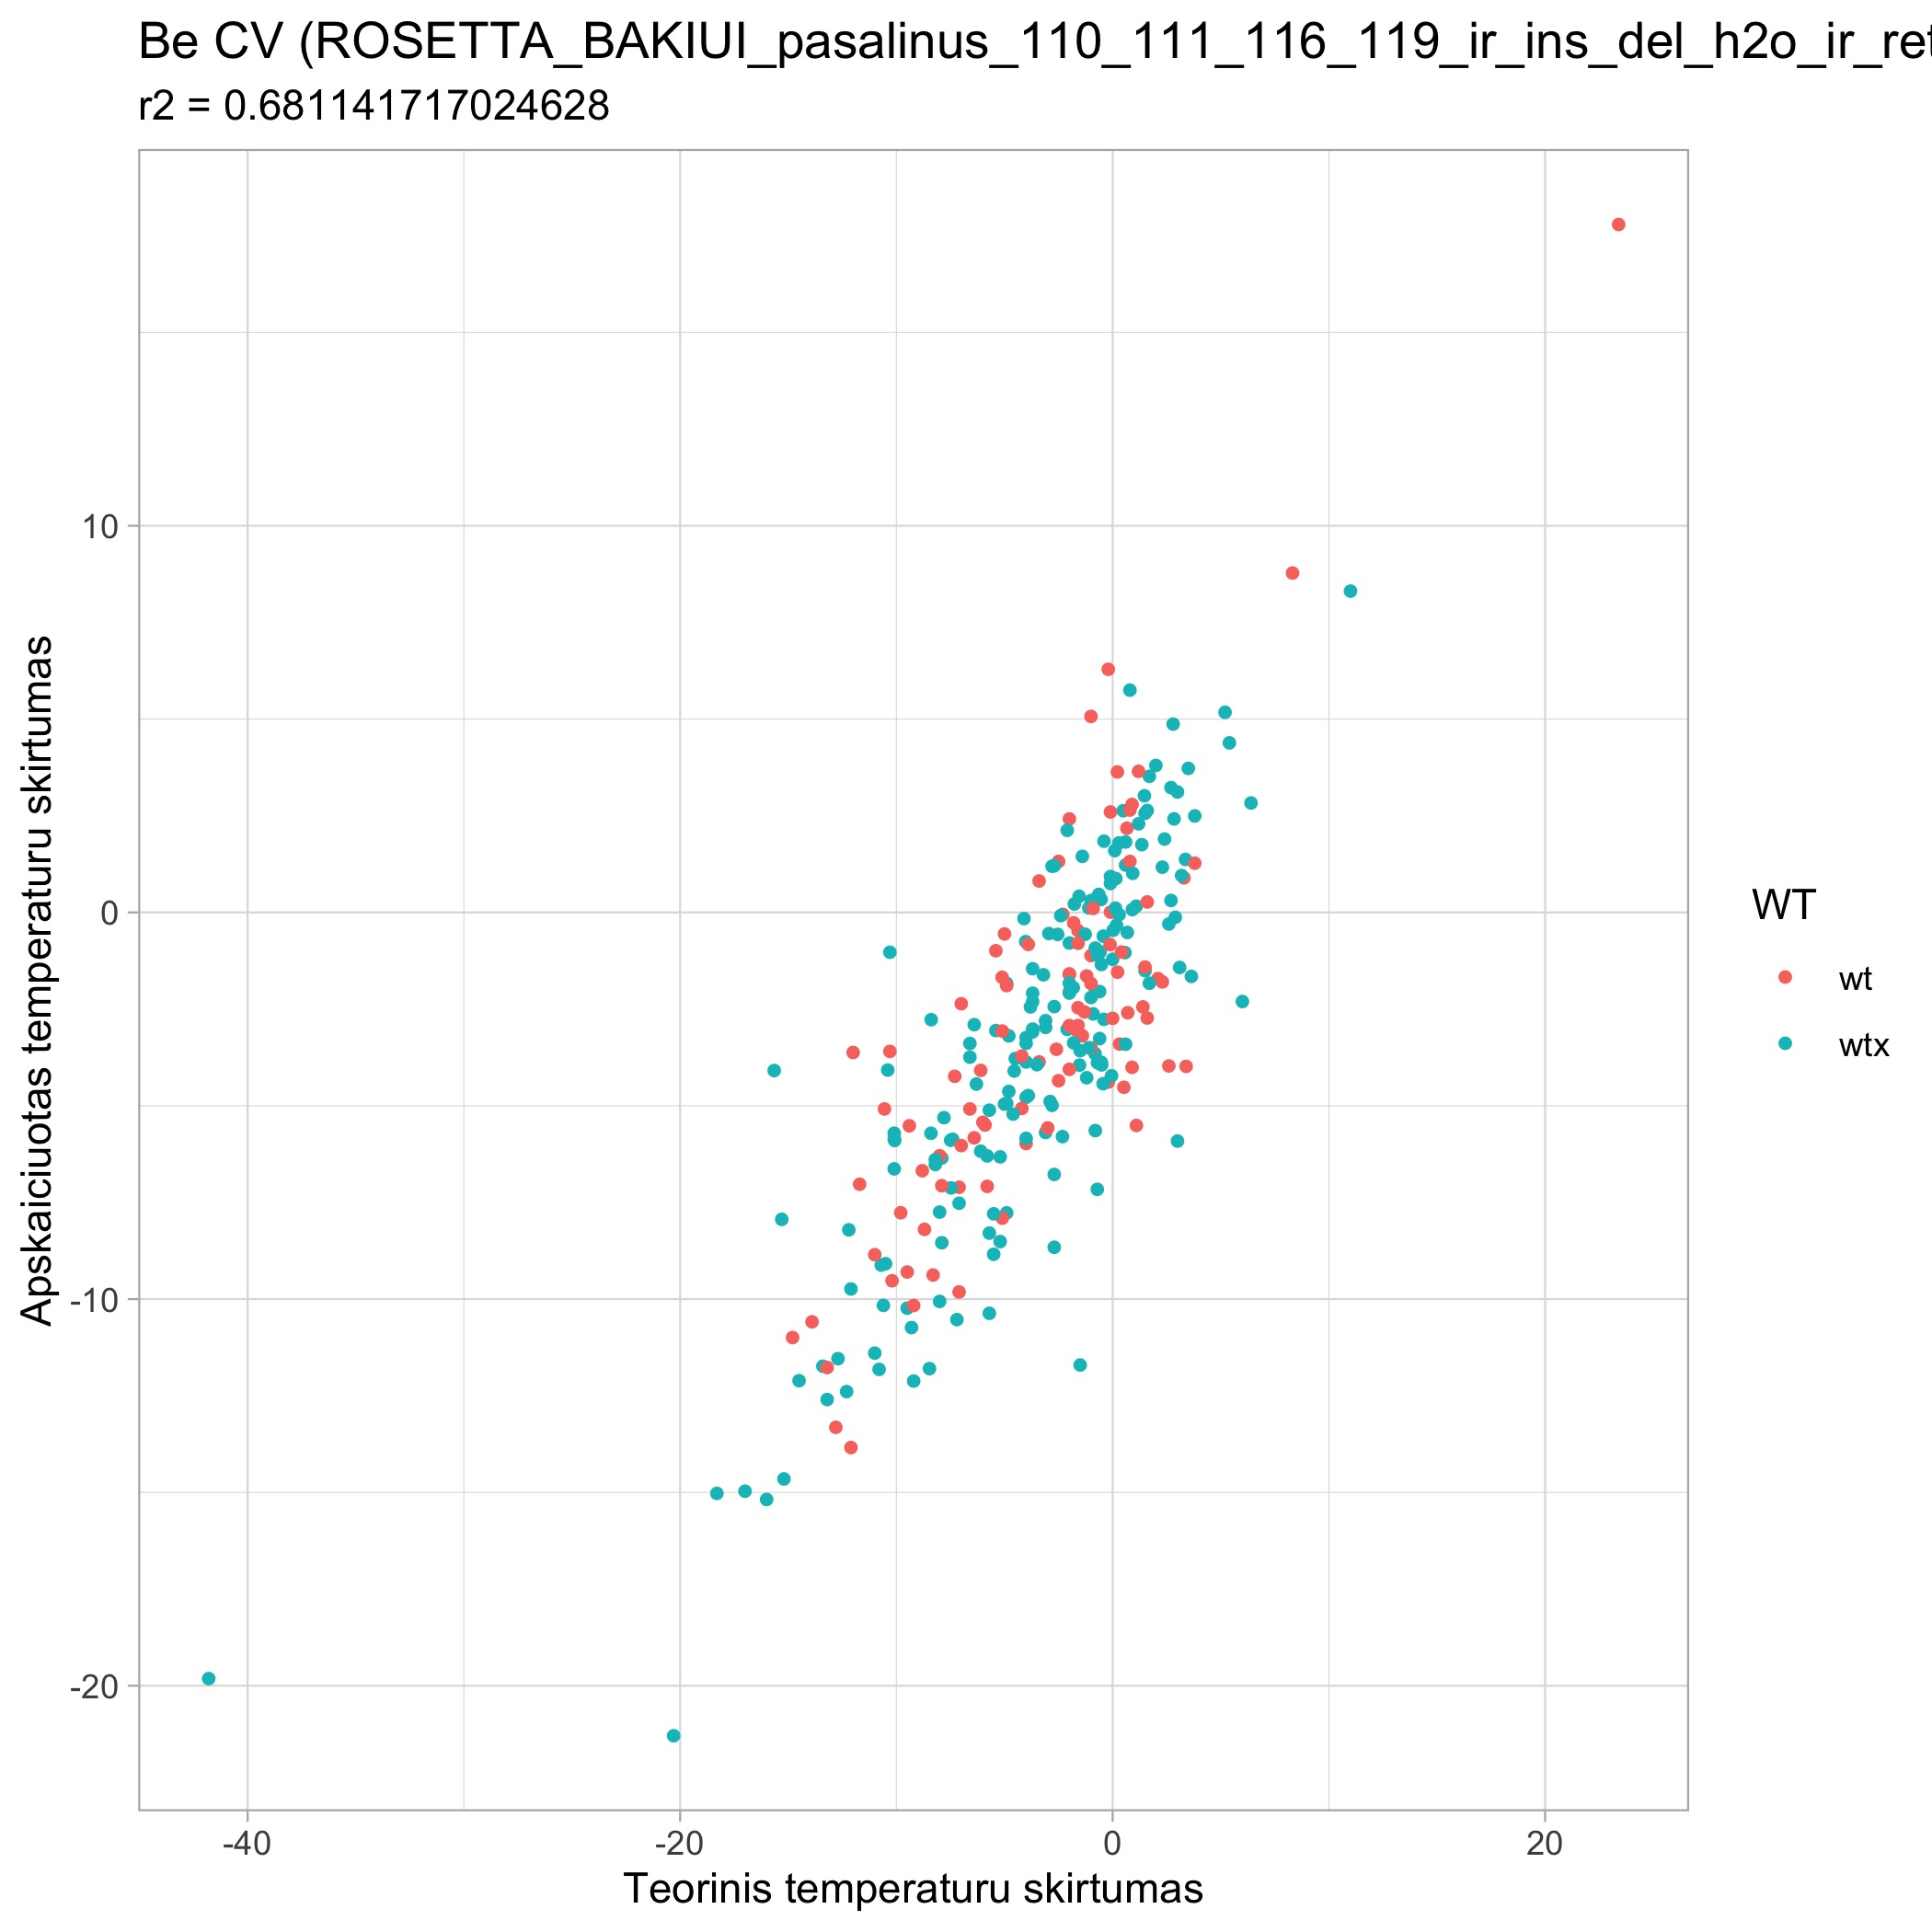 Be CV (ROSETTA_BAKIUI_pasalinus_110_111_116_119_ir_ins_del_h2o_ir_ret
r2 = 0.681141717024628
10
0
-10
-20
-40
-20
0
20
Apskaiciuotas temperaturu skirtumas
Teorinis temperaturu skirtumas
WT
wt
wtx